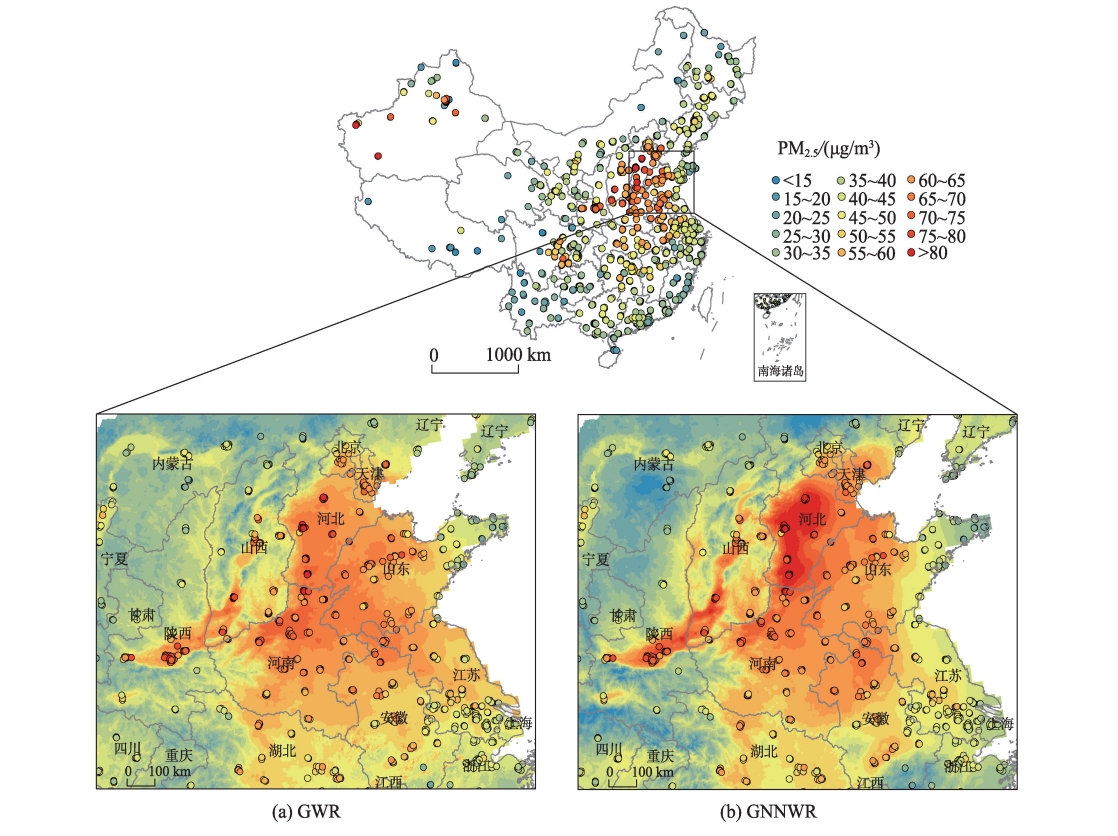 PM2.5/(μg/m³)
<15 35~40 60~65
15~20 40~45 65~70
20~25 45~50 70~75
25~30 50~55 75~80
30~35 55~60 >80
0 1000 km
南海诸岛
辽宁 辽宁
北京
内蒙古 天津
河北
山西
宁夏 山东
甘肃
陕西
河南 江苏
安徽 上海
四川 重庆 湖北 浙江
0 100 km 江西
辽宁 辽宁
北京
内蒙古 天津
河北
山西
宁夏 山东
甘肃
陕西
河南 江苏
安徽 上海
四川 重庆 湖北 浙江
0 100 km 江西
(a) GWR
(b) GNNWR